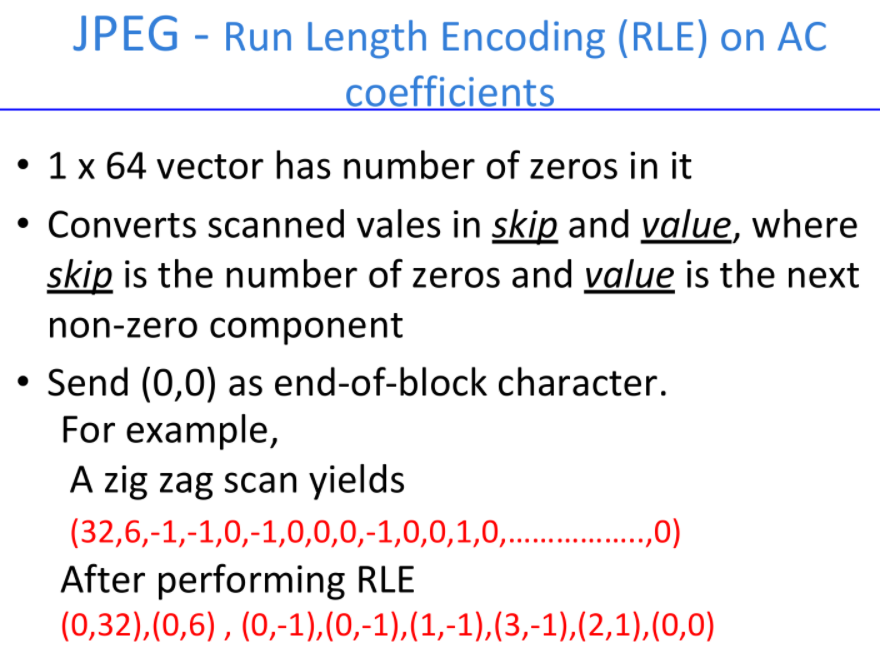 JPEG - Run Length Encoding (RLE) on AC
coefficients
• 1 x 64 vector has number of zeros in it
• Converts scanned vales in skip and value, where
skip is the number of zeros and value is the next
non-zero component
• Send (0,0) as end-of-block character.
For example,
A zig zag scan yields
(32,6,-1,-1,0,-1,0,0,0,-1,0,0,1,0,……………..,0)
After performing RLE
(0,32),(0,6) , (0,-1),(0,-1),(1,-1),(3,-1),(2,1),(0,0)